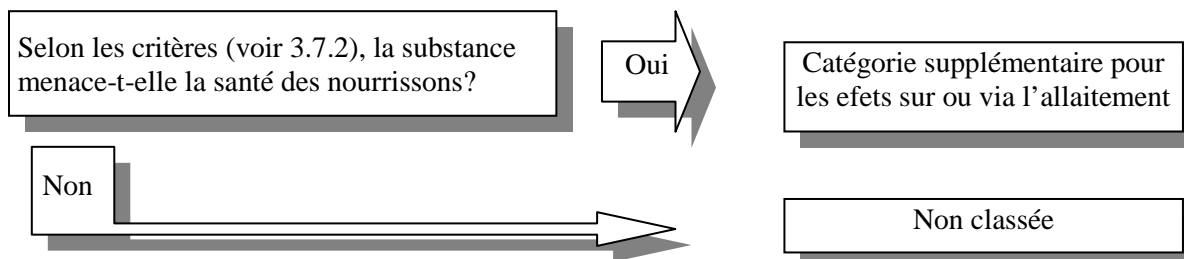 Selon les critères (voir 3.7.2), la substance
menace-t-elle la santé des nourrissons?
Oui
Catégorie supplémentaire pour
les efets sur ou via l’allaitement
Non
Non classée